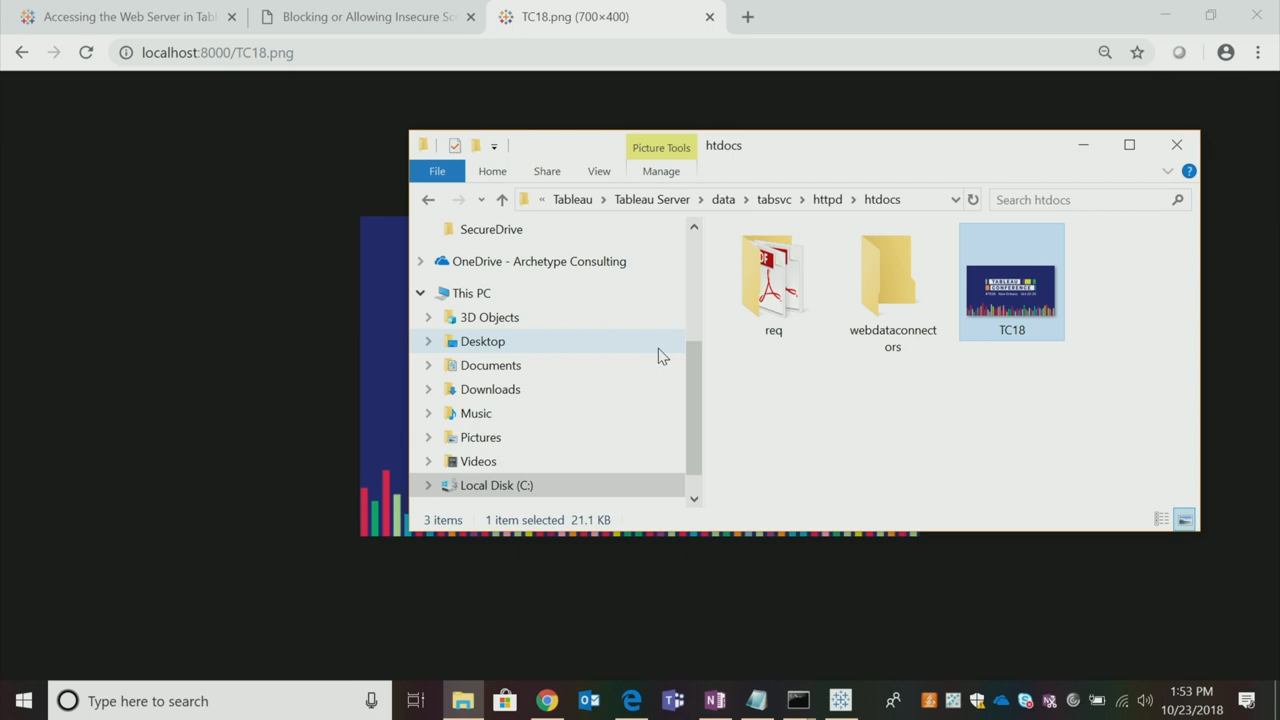 Accessing the Web Server in Tabl
Blocking or Allowing Insecure Sc
TC18.png (700×400)
localhost:8000/TC18.png
Picture Tools
htdocs
File
Home
Share
View
Manage
« Tableau > Tableau Server > data > tabsvc > httpd > htdocs
Search htdocs
SecureDrive
OneDrive - Archetype Consulting
This PC
3D Objects
Desktop
Documents
Downloads
Music
Pictures
Videos
Local Disk (C:)
req
webdataconnect
ors
TABLEAU
CONFERENCE
TC18
3 items
1 item selected 21.1 KB
Type here to search
1:53 PM
10/23/2018